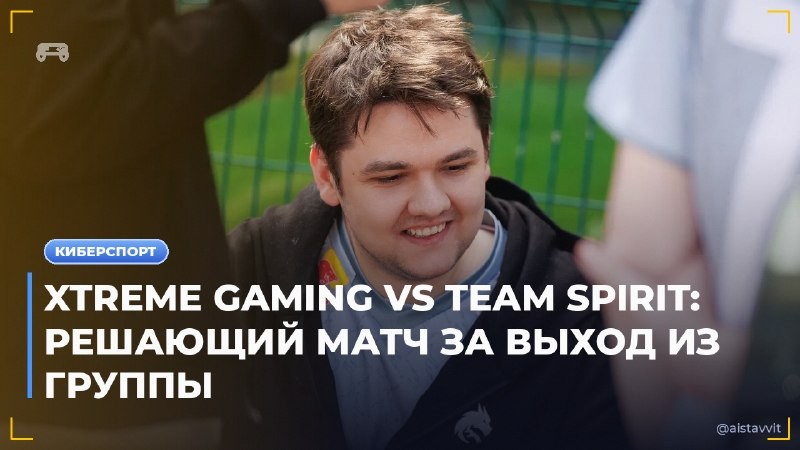 КИБЕРСПОРТ
XTREME GAMING VS TEAM SPIRIT:
РЕШАЮЩИЙ МАТЧ ЗА ВЫХОД ИЗ
ГРУППЫ
@aistavvit